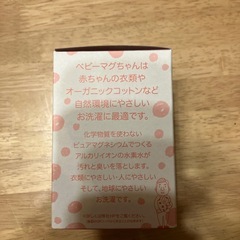 ベビーマグちゃんは
赤ちゃんの衣類や
オーガニックコットンなど
自然環境にやさしい
お洗濯に最適です。
化学物質を使わない
ピュアマグネシウムでつくる
アルカリイオンの水素水が
汚れと臭いを落とします。
衣類にやさしい・人にやさしい
そして、地球にやさしい
お洗濯です。